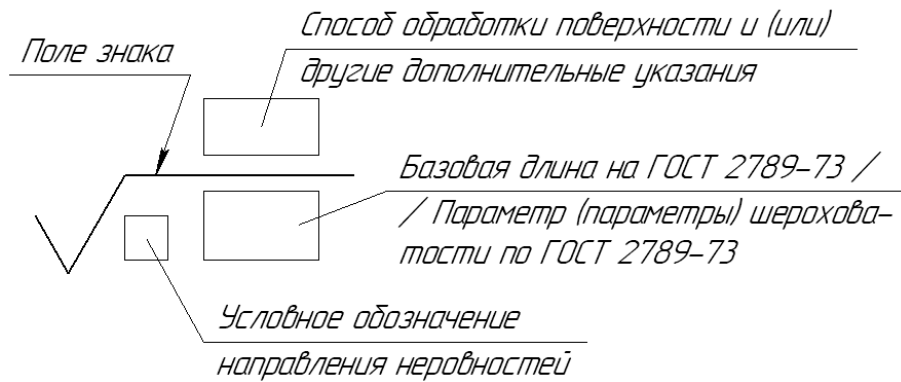 Способ обработки поверхности и (или)
другие дополнительные указания
Поле знака
Базовая длина на ГОСТ 2789–73 /
/ Параметр (параметры) шерохова–
тости по ГОСТ 2789–73
Условное обозначение
направления неровностей